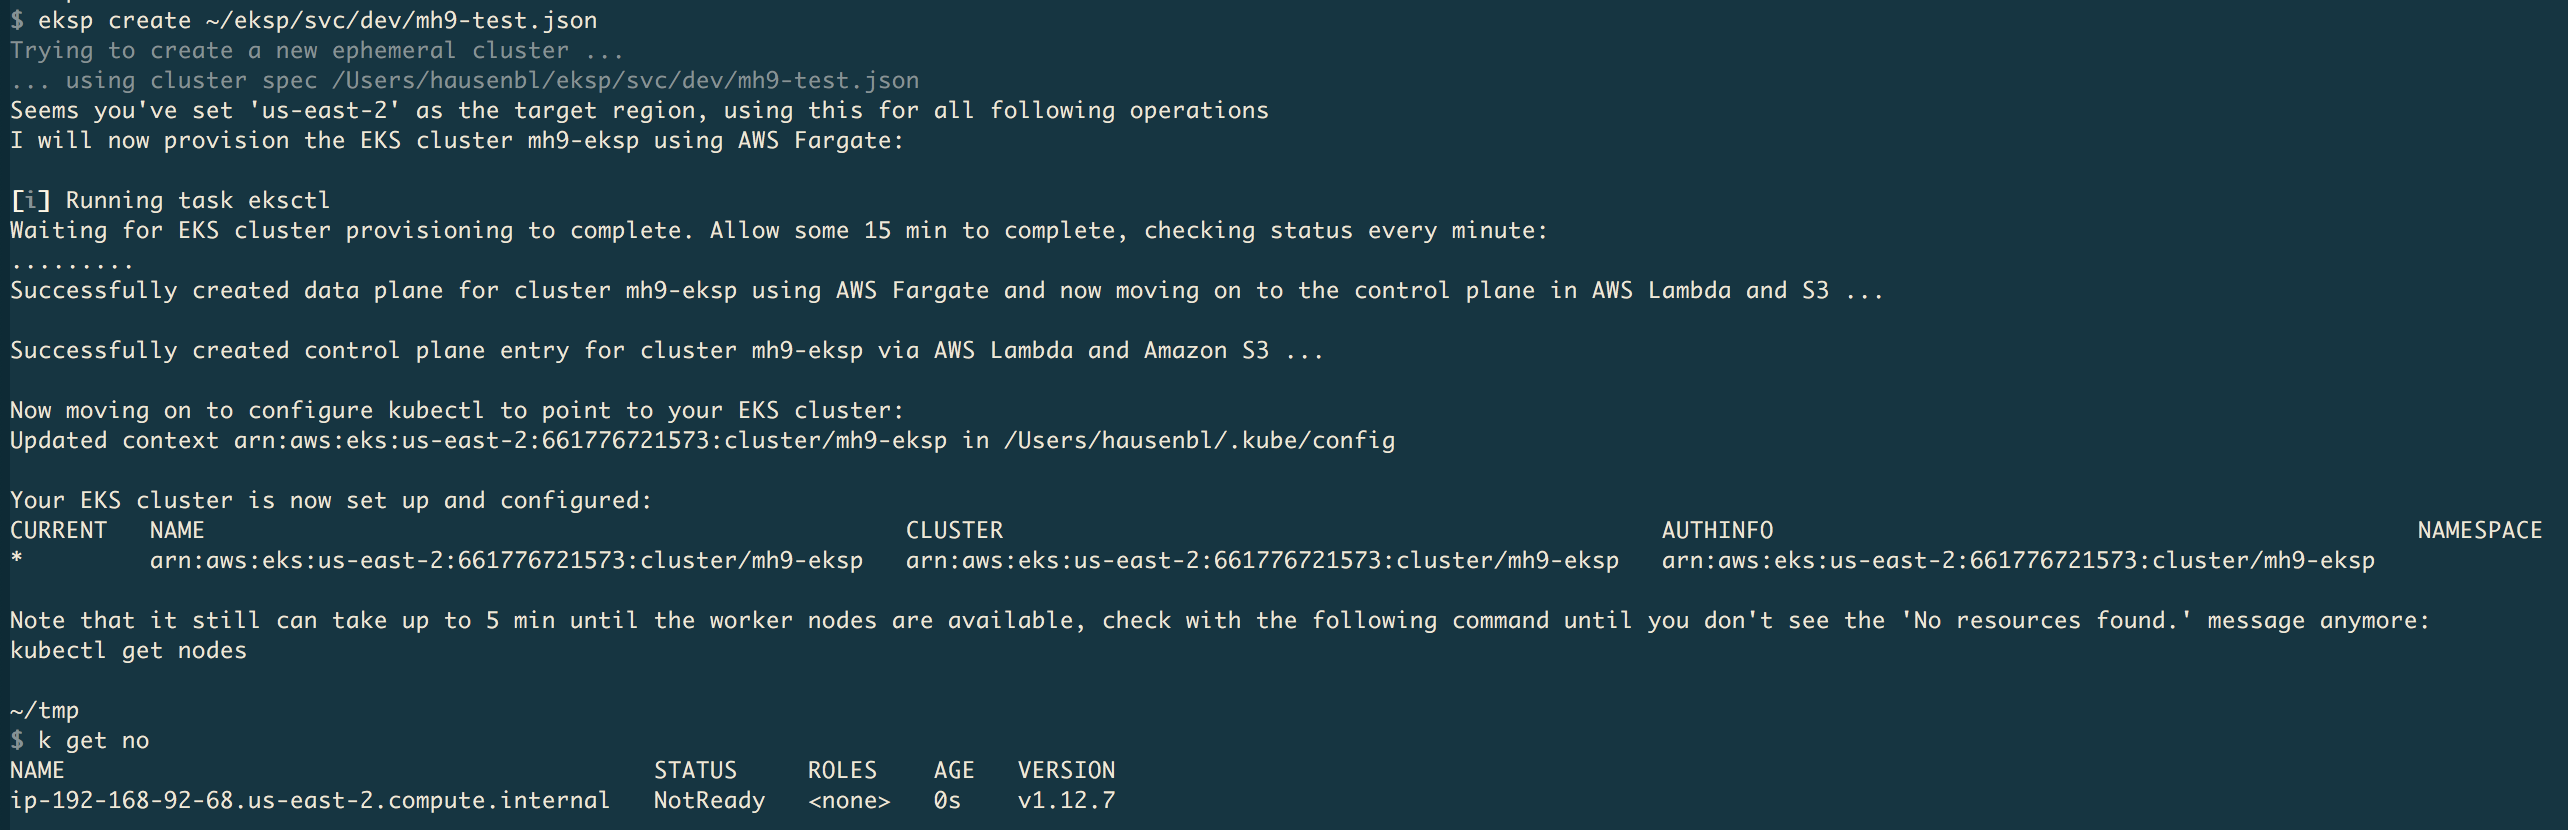 $ eksp create ~/eksp/svc/dev/mh9-test.json
Trying to create a new ephemeral cluster ...
... using cluster spec /Users/hausenbl/eksp/svc/dev/mh9-test.json
Seems you've set 'us-east-2' as the target region, using this for all following operations
I will now provision the EKS cluster mh9-eksp using AWS Fargate:
[i] Running task eksctl
Waiting for EKS cluster provisioning to complete. Allow some 15 min to complete, checking status every minute:
.........
Successfully created data plane for cluster mh9-eksp using AWS Fargate and now moving on to the control plane in AWS Lambda and S3 ...
Successfully created control plane entry for cluster mh9-eksp via AWS Lambda and Amazon S3 ...
Now moving on to configure kubectl to point to your EKS cluster:
Updated context arn:aws:eks:us-east-2:661776721573:cluster/mh9-eksp in /Users/hausenbl/.kube/config
Your EKS cluster is now set up and configured:
CURRENT   NAME                                                  CLUSTER                                               AUTHINFO                                              NAMESPACE
*         arn:aws:eks:us-east-2:661776721573:cluster/mh9-eksp   arn:aws:eks:us-east-2:661776721573:cluster/mh9-eksp   arn:aws:eks:us-east-2:661776721573:cluster/mh9-eksp
Note that it still can take up to 5 min until the worker nodes are available, check with the following command until you don't see the 'No resources found.' message anymore:
kubectl get nodes
~/tmp
$ k get no
NAME                                          STATUS     ROLES    AGE   VERSION
ip-192-168-92-68.us-east-2.compute.internal   NotReady   <none>   0s    v1.12.7